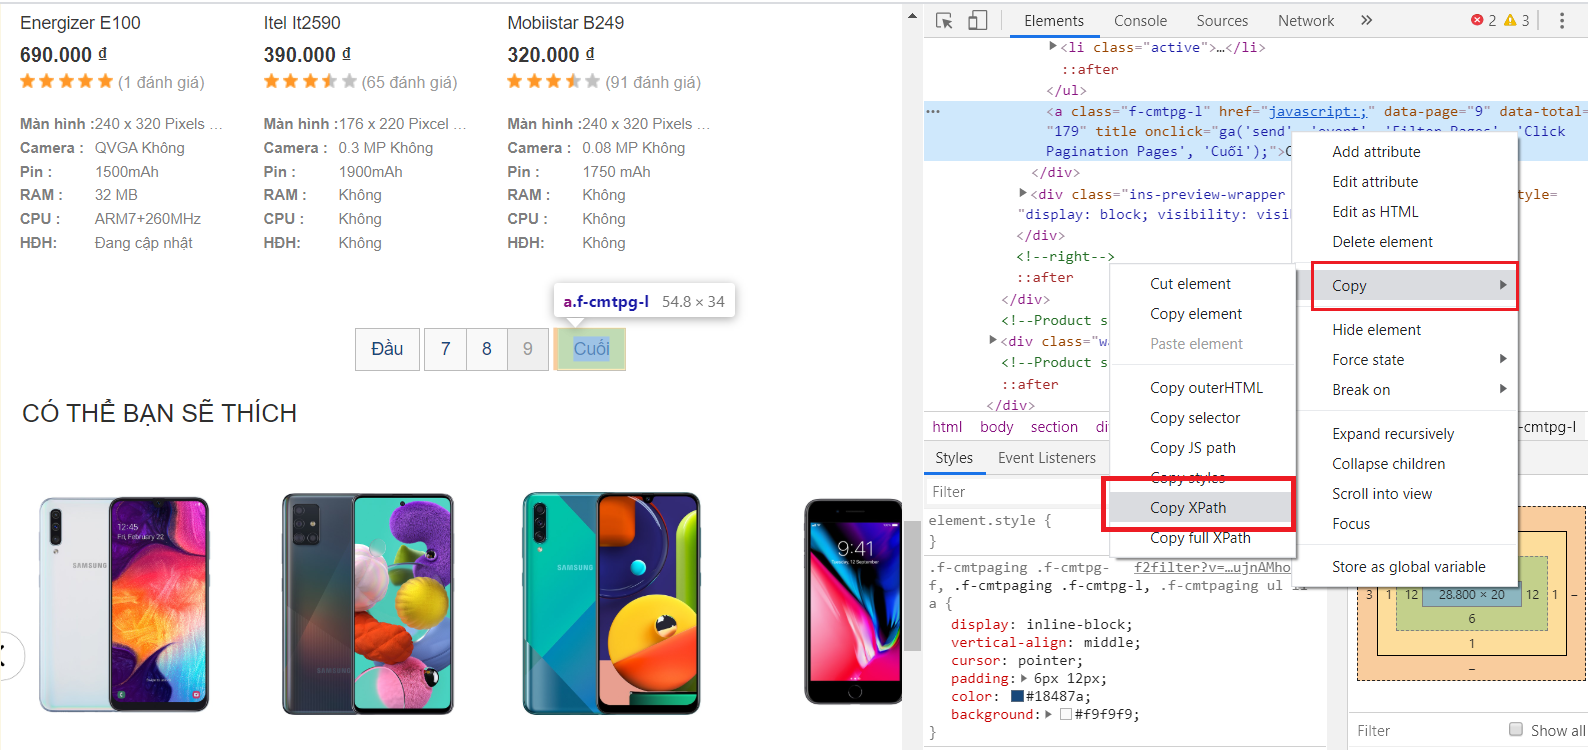 Energizer E100
690.000 ₫
(1 đánh giá)
Màn hình :240 x 320 Pixels ...
Camera : QVGA Không
Pin : 1500mAh
RAM : 32 MB
CPU : ARM7+260MHz
HĐH: Đang cập nhật
Itel It2590
390.000 ₫
(65 đánh giá)
Màn hình :176 x 220 Pixcel ...
Camera : 0.3 MP Không
Pin : 1900mAh
RAM : Không
CPU : Không
HĐH: Không
Mobiistar B249
320.000 ₫
(91 đánh giá)
Màn hình :240 x 320 Pixels ...
Camera : 0.08 MP Không
Pin : 1750 mAh
RAM : Không
CPU : Không
HĐH: Không
a.f-cmtpg-l 54.8 × 34
Đầu 7 8 9 Cuối
CÓ THỂ BẠN SẼ THÍCH
12:45
Fri, February 22
SAMSUNG
SAMSUNG
SAMSUNG
9:41
Tuesday, 12 September
Elements Console Sources Network » 2 3
<li class="active">…</li>
::after
</ul>
<a class="f-cmtpg-l" href="javascript:;" data-page="9" data-total=
"179" title onclick="ga('send', 'event', 'Filter Pages', 'Click
Pagination Pages', 'Cuối');">C
</div>
<div class="ins-preview-wrapper
tyle=
"display: block; visibility: visi
</div>
<!--right-->
::after
</div>
<!--Product s
<div class="wa
<!--Product s
::after
</div>
html body section di
-cmtpg-l
Add attribute
Edit attribute
Edit as HTML
Delete element
Copy
Hide element
Force state
Break on
Expand recursively
Collapse children
Scroll into view
Focus
Store as global variable
Cut element
Copy element
Paste element
Copy outerHTML
Copy selector
Copy JS path
Copy styles
Copy XPath
Copy full XPath
Styles Event Listeners
Filter
element.style {
}
.f-cmtpaging .f-cmtpg- f2filter?v=…ujnAMho
f, .f-cmtpaging .f-cmtpg-l, .f-cmtpaging ul li
a {
display: inline-block;
vertical-align: middle;
cursor: pointer;
padding: 6px 12px;
color: #18487a;
background: #f9f9f9;
}
3 1 12 28.800 × 20 12 1 –
6
1
–
Filter Show all